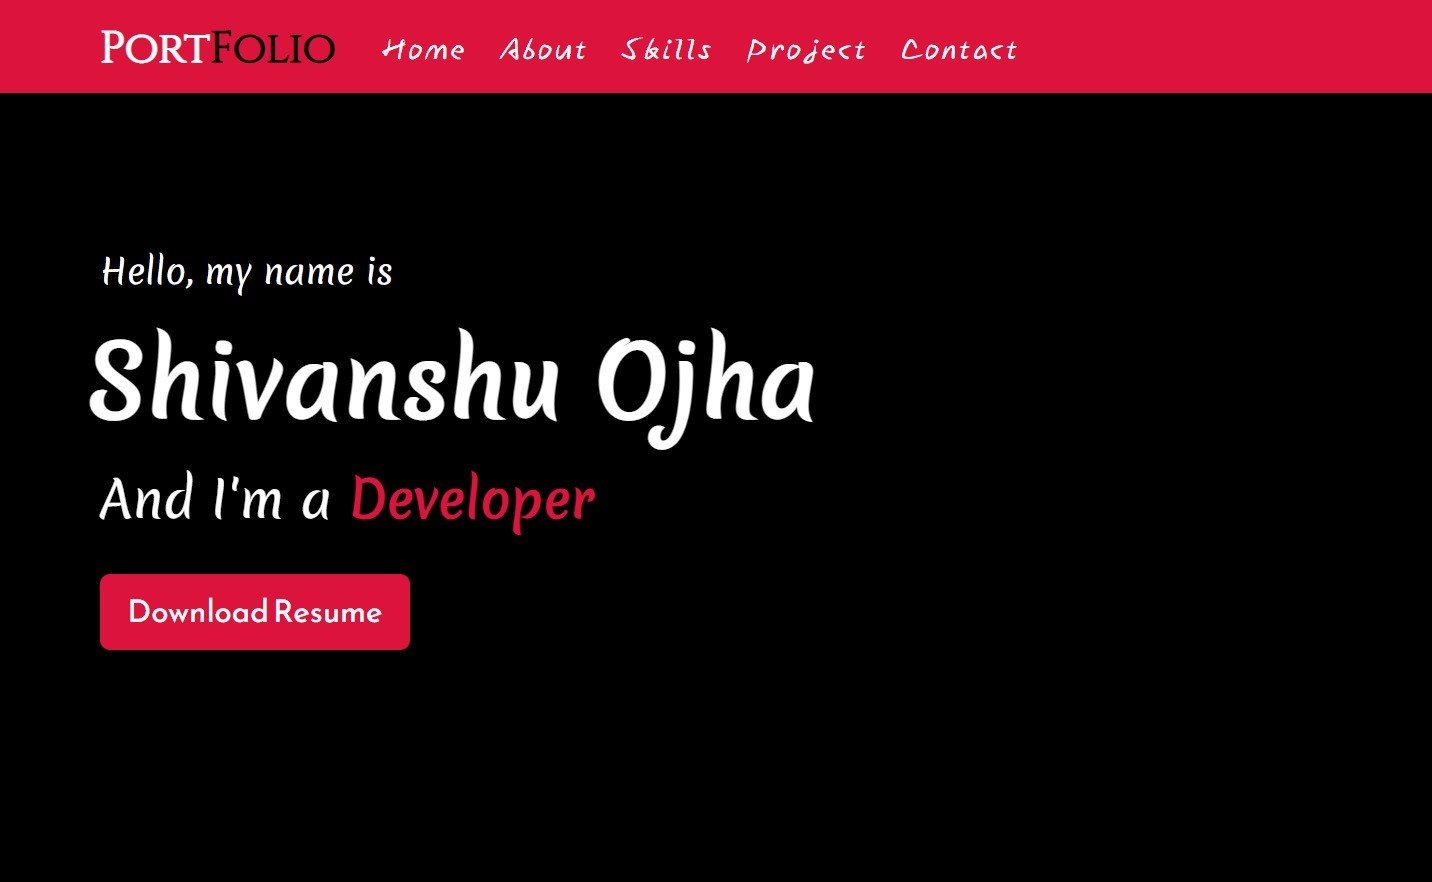 PORTFOLIO Home About Skills Project Contact
Hello, my name is
Shivanshu Ojha
And I'm a Developer
Download Resume